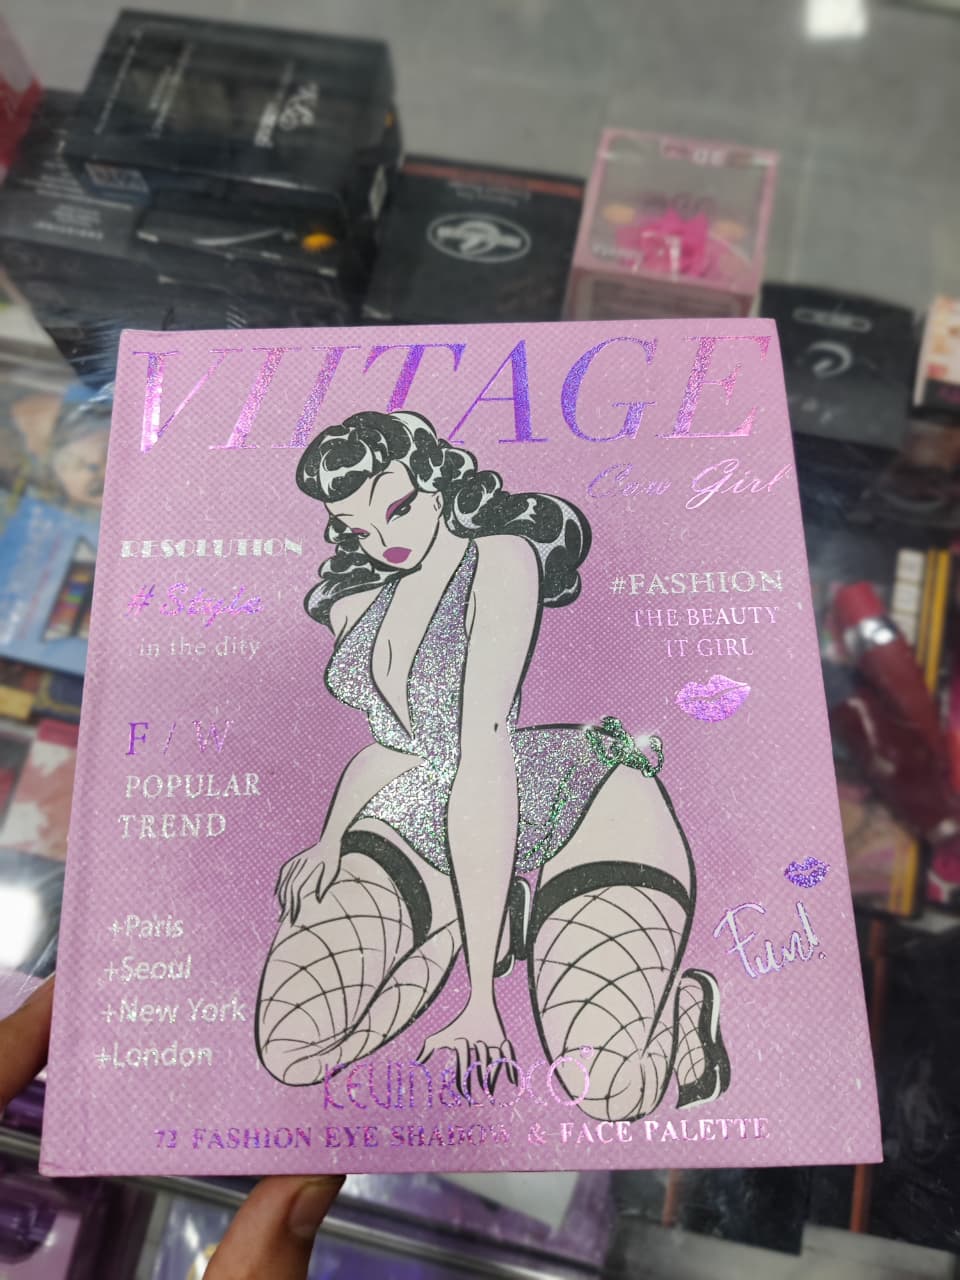 VIITAGE
Cow Girl
RESOLUTION
#Style
in the dity
#FASHION
THE BEAUTY
IT GIRL
F / W
POPULAR
TREND
Fun!
+Paris
+Seoul
+New York
+London
KEVIN&COCO
72 FASHION EYE SHADOW & FACE PALETTE